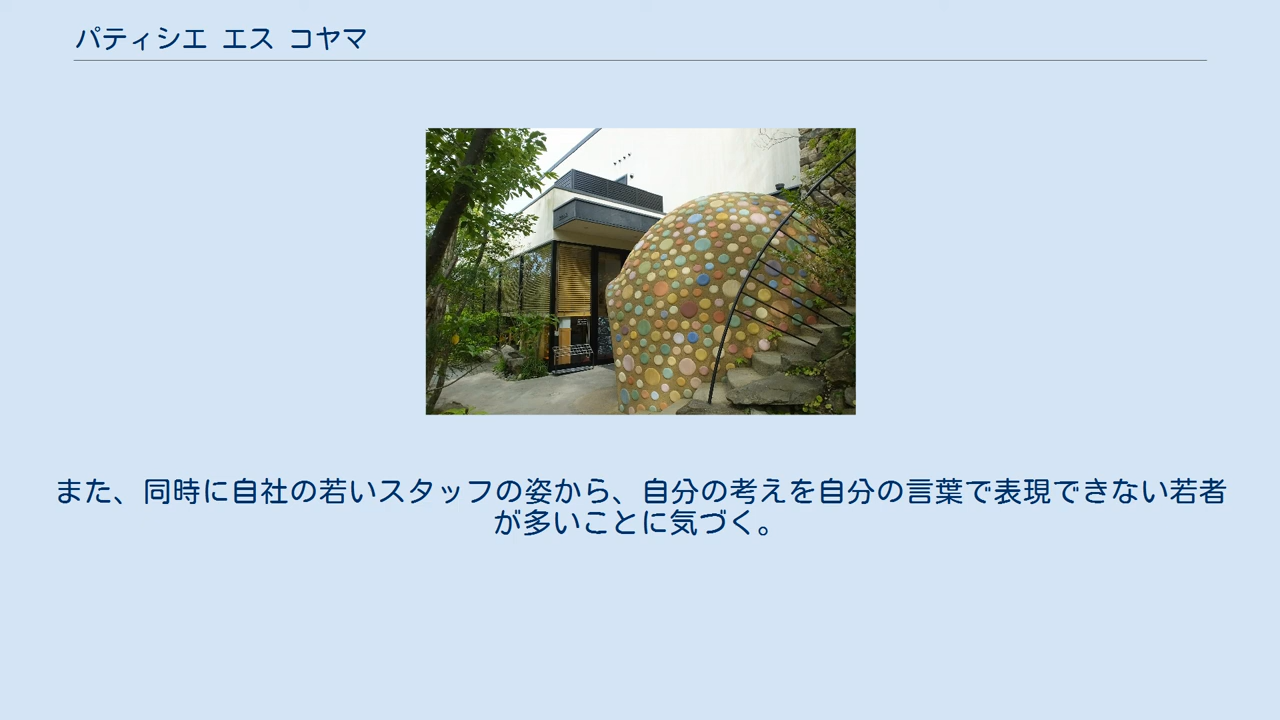 パティシエ エス コヤマ
また、同時に自社の若いスタッフの姿から、自分の考えを自分の言葉で表現できない若者
が多いことに気づく。